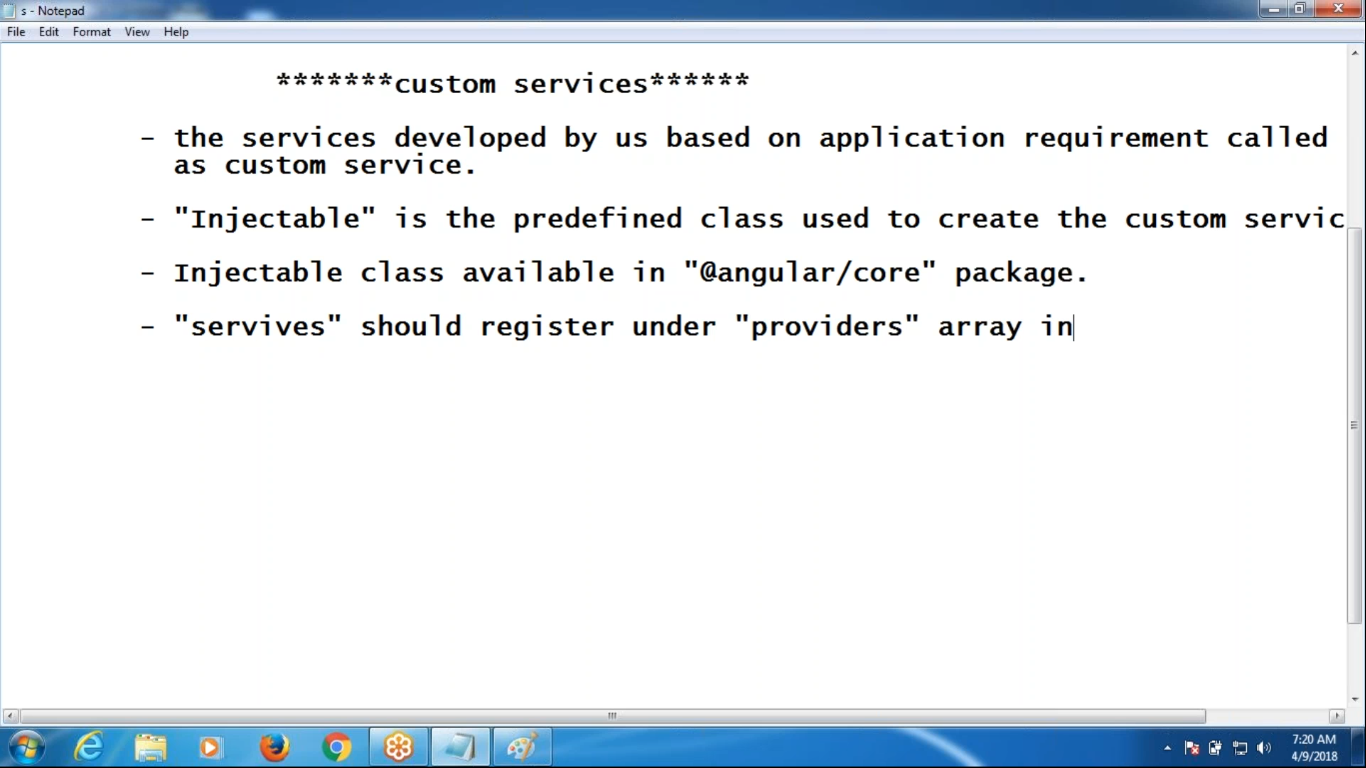 s - Notepad
File Edit Format View Help
*******custom services******
- the services developed by us based on application requirement called
as custom service.
- "Injectable" is the predefined class used to create the custom servic
- Injectable class available in "@angular/core" package.
- "servives" should register under "providers" array in
7:20 AM
4/9/2018